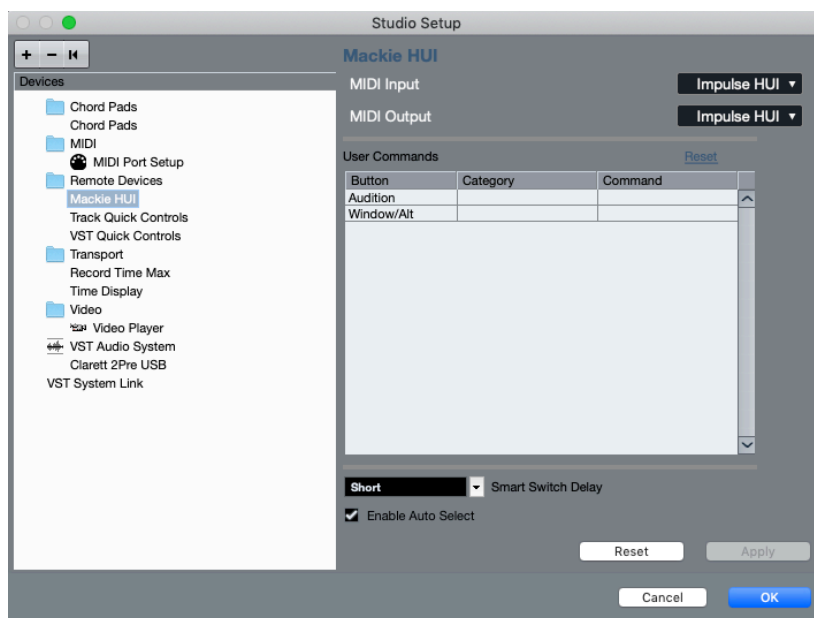 Studio Setup
+ −
Devices
Chord Pads
Chord Pads
MIDI
MIDI Port Setup
Remote Devices
Mackie HUI
Track Quick Controls
VST Quick Controls
Transport
Record Time Max
Time Display
Video
Video Player
VST Audio System
Clarett 2Pre USB
VST System Link
Mackie HUI
MIDI Input Impulse HUI
MIDI Output Impulse HUI
User Commands Reset
Button Category Command
Audition
Window/Alt
Short Smart Switch Delay
Enable Auto Select
Reset Apply
Cancel OK